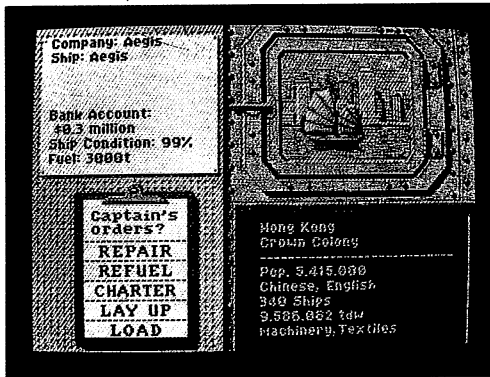 Company: Aegis
Ship: Aegis
Bank Account:
$0.3 million
Ship Condition: 99%
Fuel: 3000t
Captain's
orders?
REPAIR
REFUEL
CHARTER
LAY UP
LOAD
Hong Kong
Crown Colony
Pop. 5.415.000
Chinese, English
340 Ships
9.586.062 tdw
Machinery, Textiles